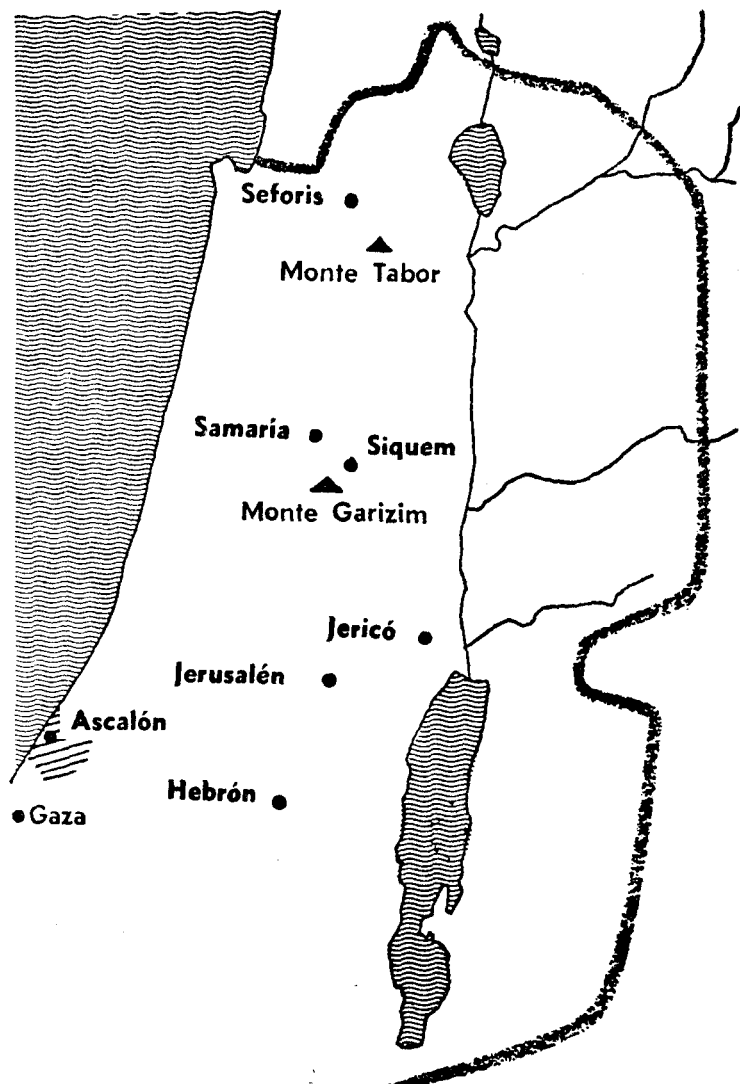 Seforis
Monte Tabor
Samaría
Siquem
Monte Garizim
Jericó
Jerusalén
Ascalón
Hebrón
Gaza